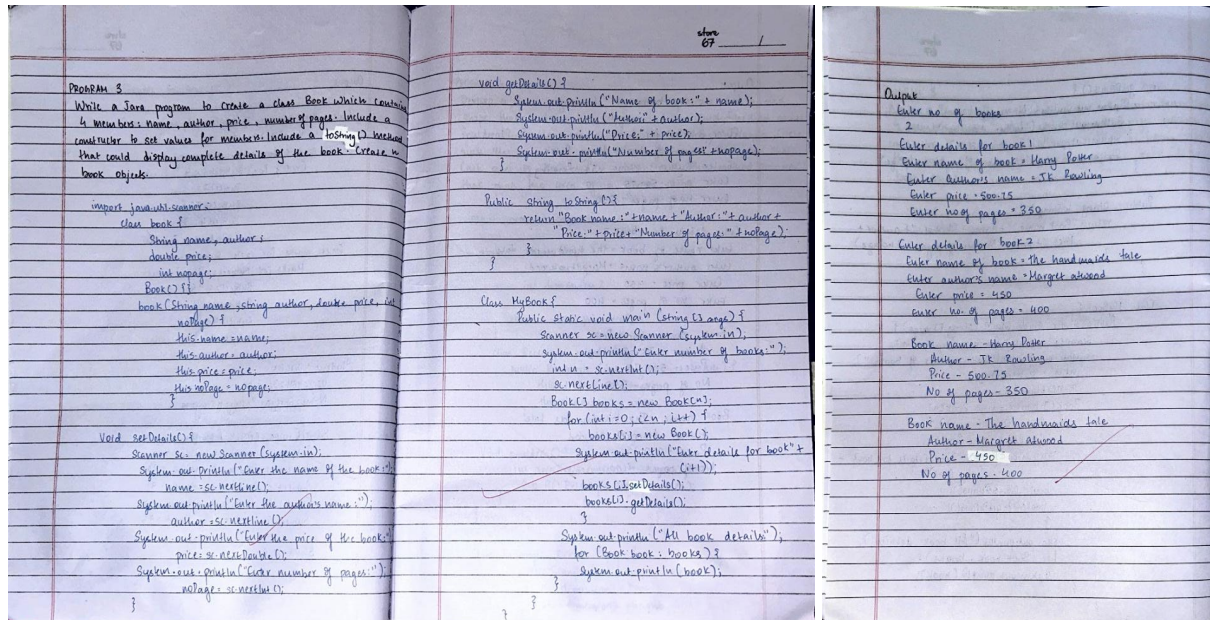 PROGRAM 3
Write a Java program to create a class Book which contains
4 members: name, author, price, number of pages. Include a
constructor to set values for members. Include a toString() method
that could display complete details of the book. Create n
book objects.
import java.util.scanner;
class book {
String name, author;
double price;
int nopage;
Book() {}
book (String name, string author, double price, int
noPage) {
this.name = name;
this.author = author;
this.price = price;
this.noPage = nopage;
}
Void setDetails() {
Scanner sc = new Scanner (system.in);
System.out.Println ("Enter the name of the book:");
name = sc.nextline();
System.out.println ("Enter the author's name:");
author = sc.nextline();
System.out.println ("Enter the price of the book:"
price = sc.nextDouble();
System.out.println ("Enter number of pages:");
noPage = sc.nextInt();
}
store
67
void getDetails() {
System.out.println ("Name of book:" + name);
System.out.println ("Author:" + author);
System.out.println ("Price:" + price);
System.out.println ("Number of pages" + nopage);
}
Public String toString () {
return "Book name:" + name + "Author:" + author +
"Price:" + price + "Number of pages:" + noPage);
}
}
Class MyBook {
Public static void main (string [] args) {
Scanner sc = new Scanner (system.in);
System.out.println ("Enter number of books:");
int n = sc.nextInt();
sc.nextLine();
Book[] books = new Book[n];
for (int i=0; i<n; i++) {
books[i] = new Book();
System.out.println ("Enter details for book" +
(i+1));
books[i].setDetails();
books[i].getDetails();
}
System.out.println ("All book details:");
for (Book book : books) {
System.out.println (book);
}
}
}
Output
Enter no of books
2
Enter details for book1
Enter name of book = Harry Potter
Enter author's name = JK Rowling
Enter price = 500.75
Enter no of pages = 350
Enter details for book2
Enter name of book = the handmaids tale
Enter author's name = Margret atwood
Enter price = 450
Enter no. of pages = 400
Book name - Harry Potter
Author - JK Rowling
Price - 500.75
No of pages - 350
Book name - The handmaids tale
Author - Margret atwood
Price - 450
No of pages - 400